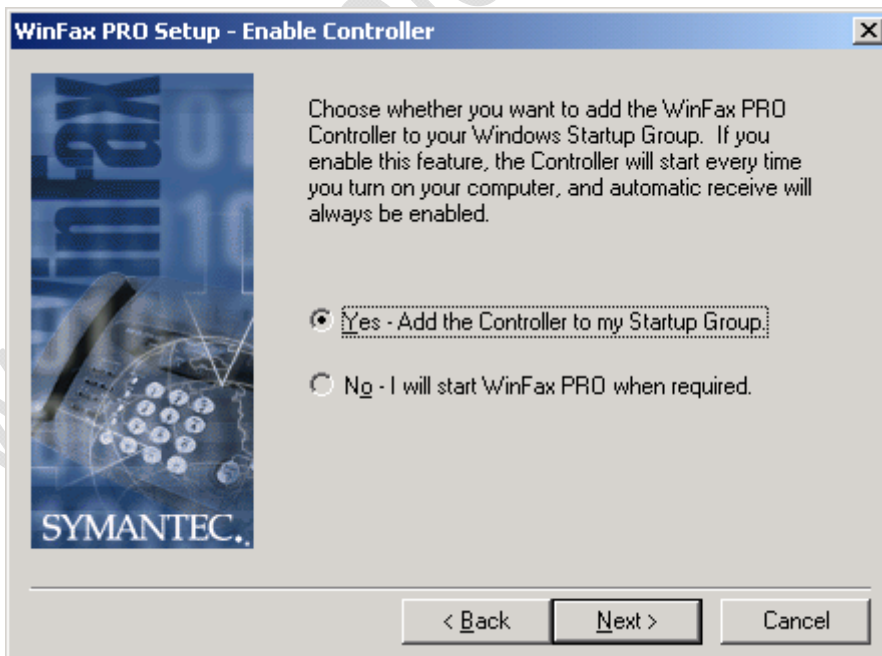 WinFax PRO Setup - Enable Controller
WinFax
Choose whether you want to add the WinFax PRO
Controller to your Windows Startup Group. If you
enable this feature, the Controller will start every time
you turn on your computer, and automatic receive will
always be enabled.
Yes - Add the Controller to my Startup Group.
No - I will start WinFax PRO when required.
SYMANTEC.
< Back
Next >
Cancel